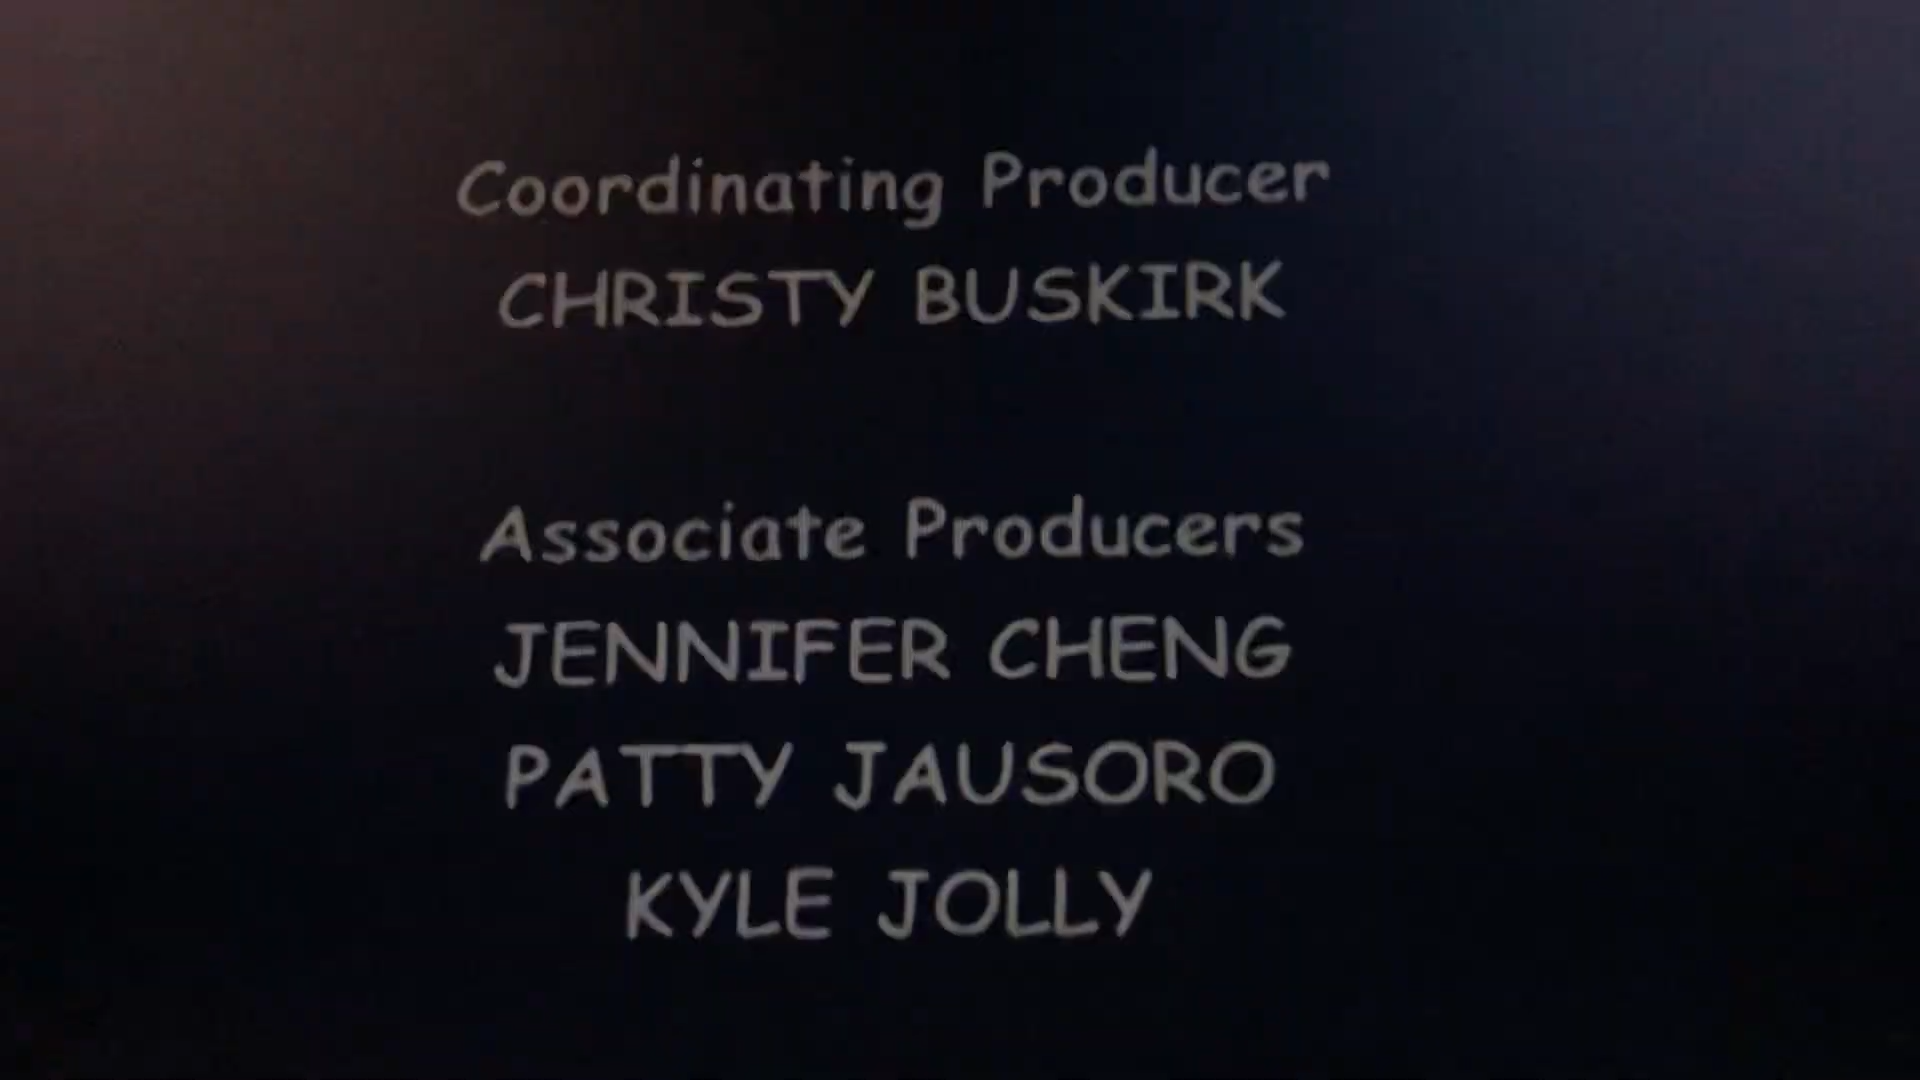 Coordinating Producer
CHRISTY BUSKIRK
Associate Producers
JENNIFER CHENG
PATTY JAUSORO
KYLE JOLLY